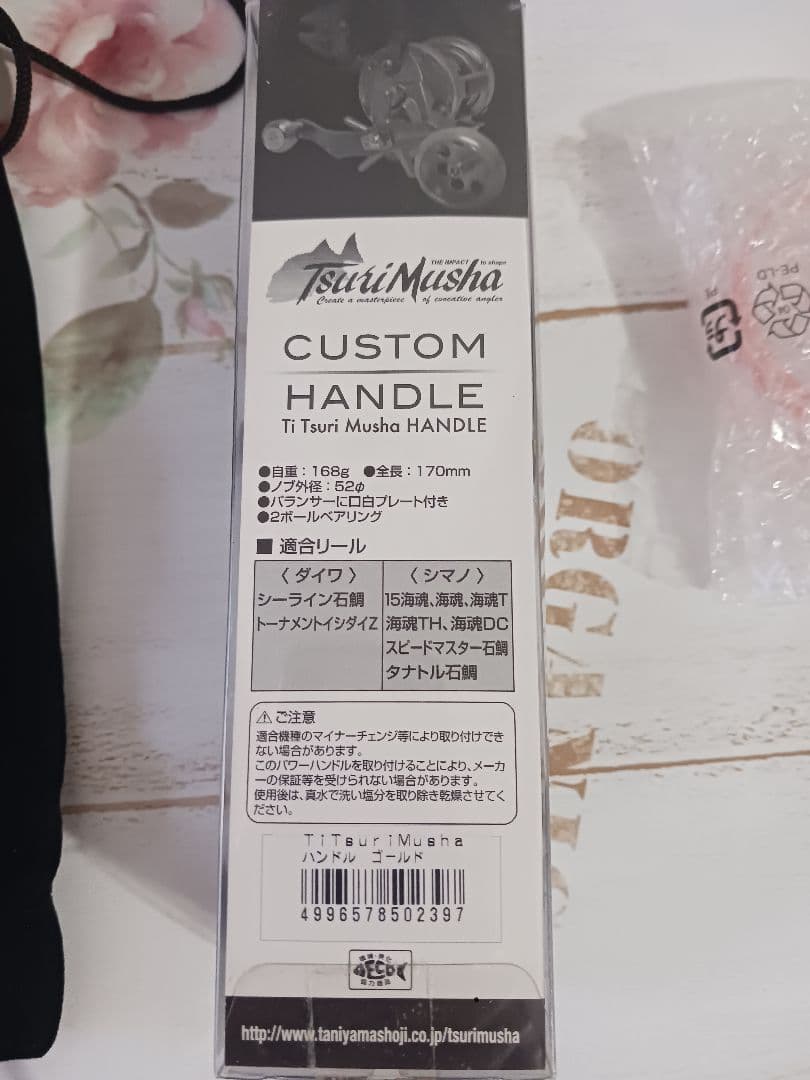 THE IMPACT to shape
TsuriMusha
Create a masterpiece of evocative angler
CUSTOM
HANDLE
Ti Tsuri Musha HANDLE
●自重：168g ●全長：170mm
●ノブ外径：52φ
●バランサーに口白プレート付き
●2ボールベアリング
■ 適合リール
〈 ダイワ 〉
シーライン石鯛
トーナメントイシダイZ
〈 シマノ 〉
15海魂、海魂、海魂T
海魂TH、海魂DC
スピードマスター石鯛
タナトル石鯛
⚠ご注意
適合機種のマイナーチェンジ等により取り付けでき
ない場合があります。
このパワーハンドルを取り付けることにより、メーカ
ーの保証等を受けられない場合があります。
使用後は、真水で洗い塩分を取り除き乾燥させてく
ださい。
TiTsuriMusha
ハンドル ゴールド
4996578502397
http://www.taniyamashoji.co.jp/tsurimusha
PE-LD
プラ
PE
ORGANIC